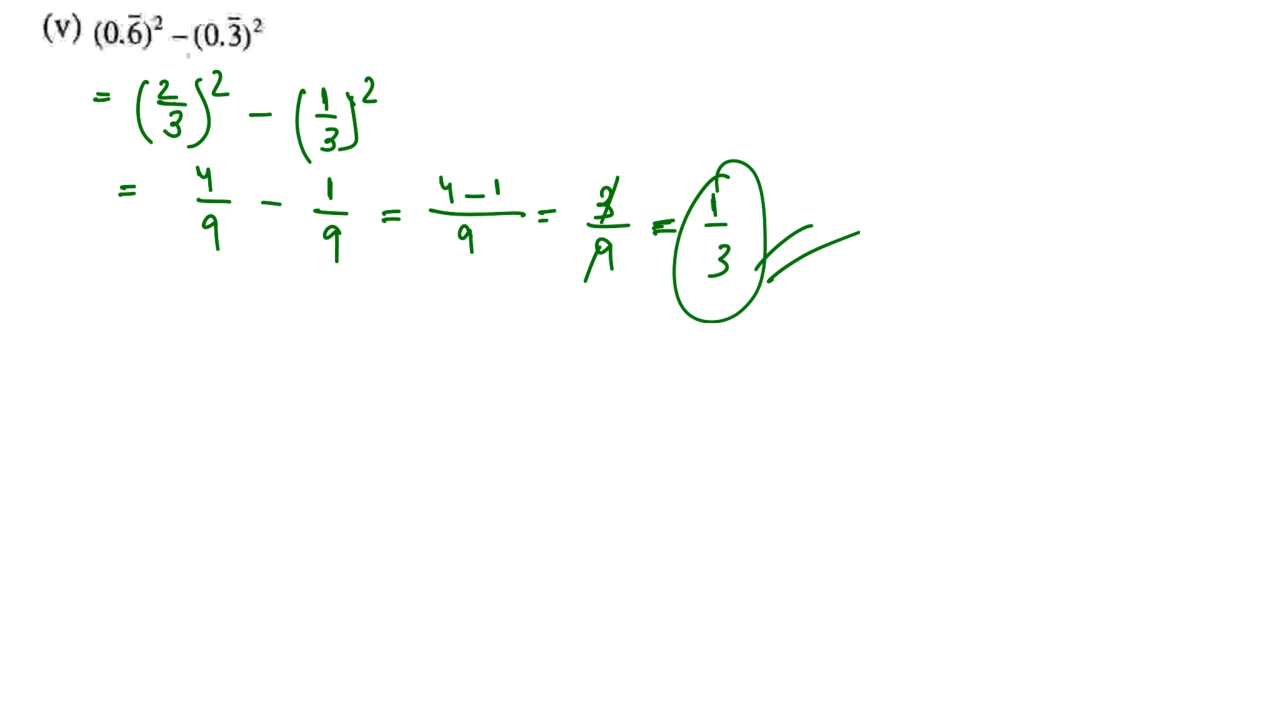 (v) (0.6̄)² – (0.3̄)²
= (2/3)² – (1/3)²
= 4/9 – 1/9 = 4–1/9 = 3/9 = 1/3